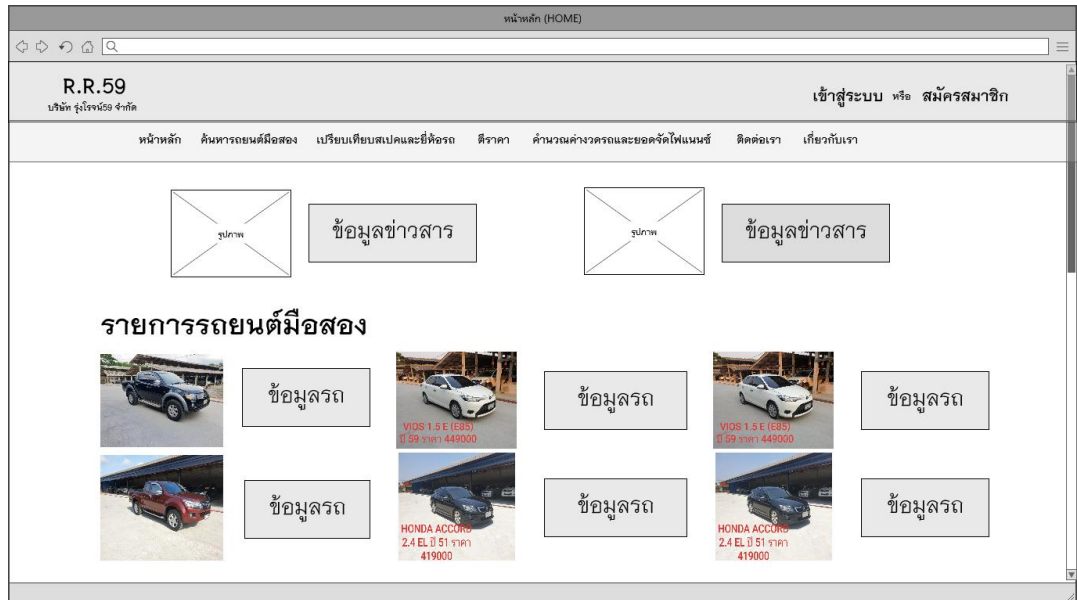 หน้าหลัก (HOME)
R.R.59
บริษัท รุ่งโรจน์59 จำกัด
เข้าสู่ระบบ หรือ สมัครสมาชิก
หน้าหลัก ค้นหารถยนต์มือสอง เปรียบเทียบสเปคและยี่ห้อรถ ตีราคา คำนวณค่างวดรถและยอดจัดไฟแนนซ์ ติดต่อเรา เกี่ยวกับเรา
รูปภาพ ข้อมูลข่าวสาร รูปภาพ ข้อมูลข่าวสาร
รายการรถยนต์มือสอง
ข้อมูลรถ
VIOS 1.5 E (E85)
ปี 59 ราคา 449000
ข้อมูลรถ
VIOS 1.5 E (E85)
ปี 59 ราคา 449000
ข้อมูลรถ
ข้อมูลรถ
HONDA ACCORD
2.4 EL ปี 51 ราคา
419000
ข้อมูลรถ
HONDA ACCORD
2.4 EL ปี 51 ราคา
419000
ข้อมูลรถ